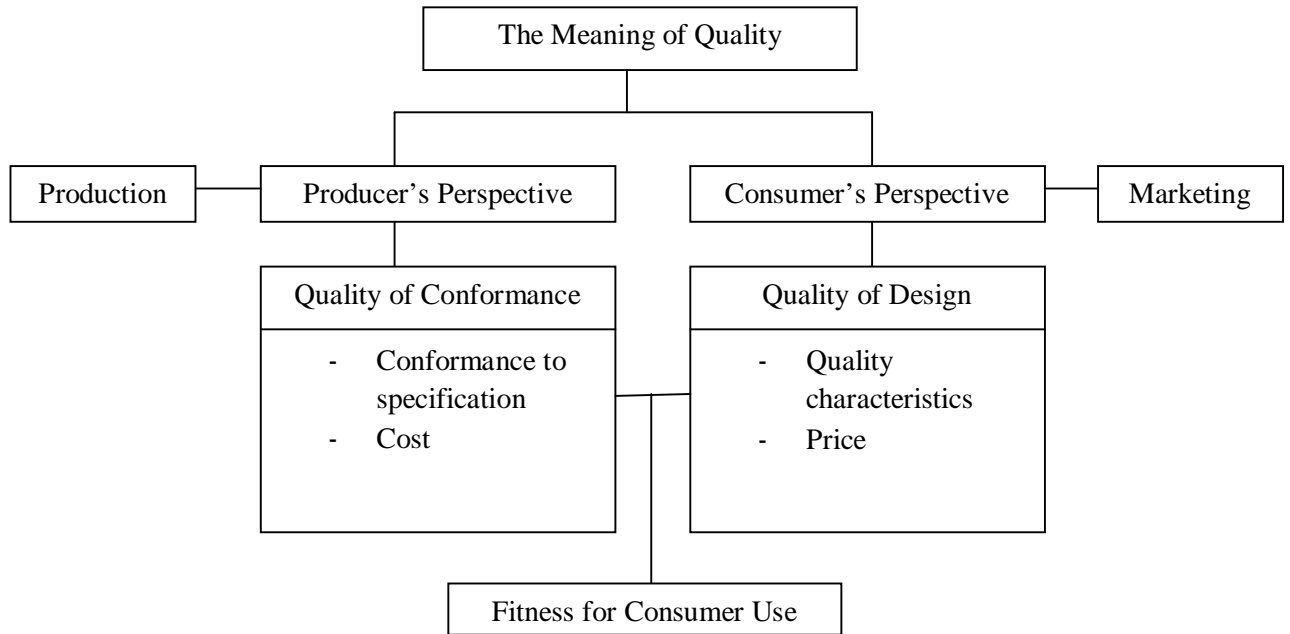 The Meaning of Quality
Production
Producer’s Perspective
Consumer’s Perspective
Marketing
Quality of Conformance
- Conformance to
specification
- Cost
Quality of Design
- Quality
characteristics
- Price
Fitness for Consumer Use